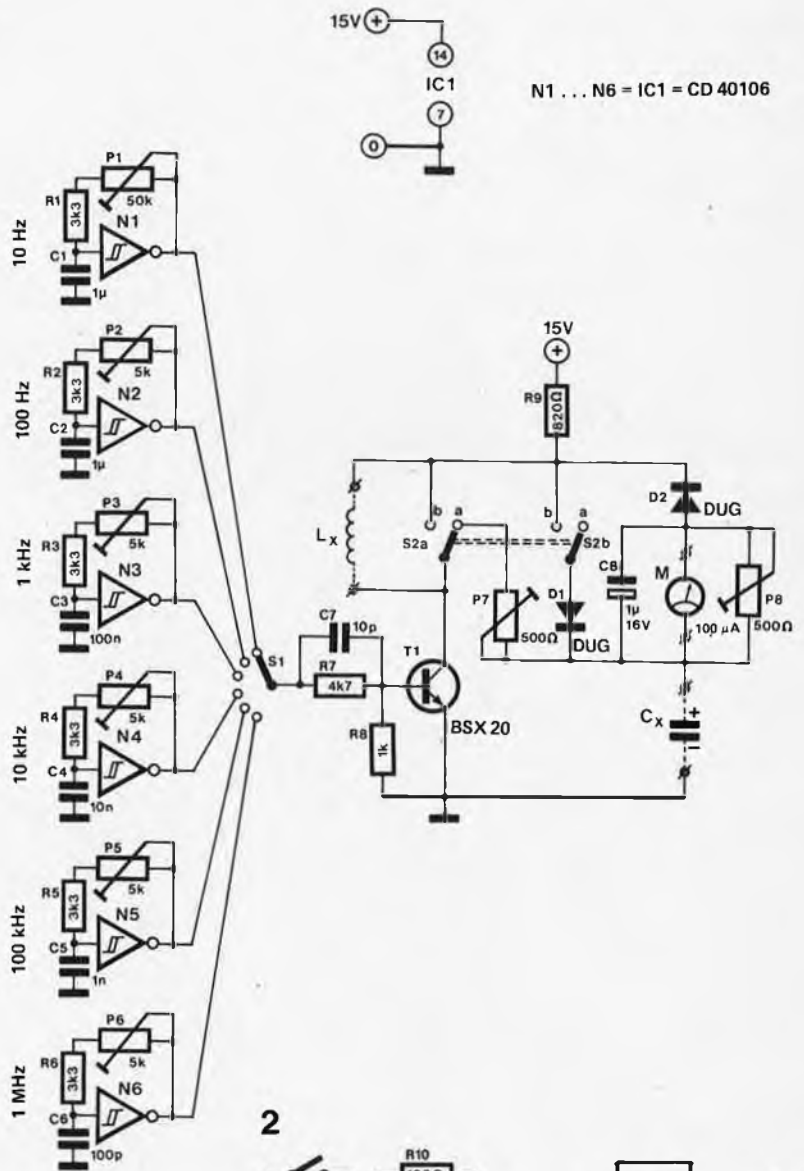 15V
14
IC1
7
0
N1 . . . N6 = IC1 = CD 40106
10 Hz
P1
50k
R1
3k3
N1
C1
1µ
100 Hz
P2
5k
R2
3k3
N2
C2
1µ
1 kHz
P3
5k
R3
3k3
N3
C3
100n
10 kHz
P4
5k
R4
3k3
N4
C4
10n
100 kHz
P5
5k
R5
3k3
N5
C5
1n
1 MHz
P6
5k
R6
3k3
N6
C6
100p
S1
C7
10p
R7
4k7
R8
1k
T1
BSX 20
15V
+
R9
820Ω
Lx
b
a
S2a
b
a
S2b
P7
500Ω
D1
DUG
D2
DUG
C8
1µ
16V
M
100 µA
P8
500Ω
Cx
+
–
2
R10